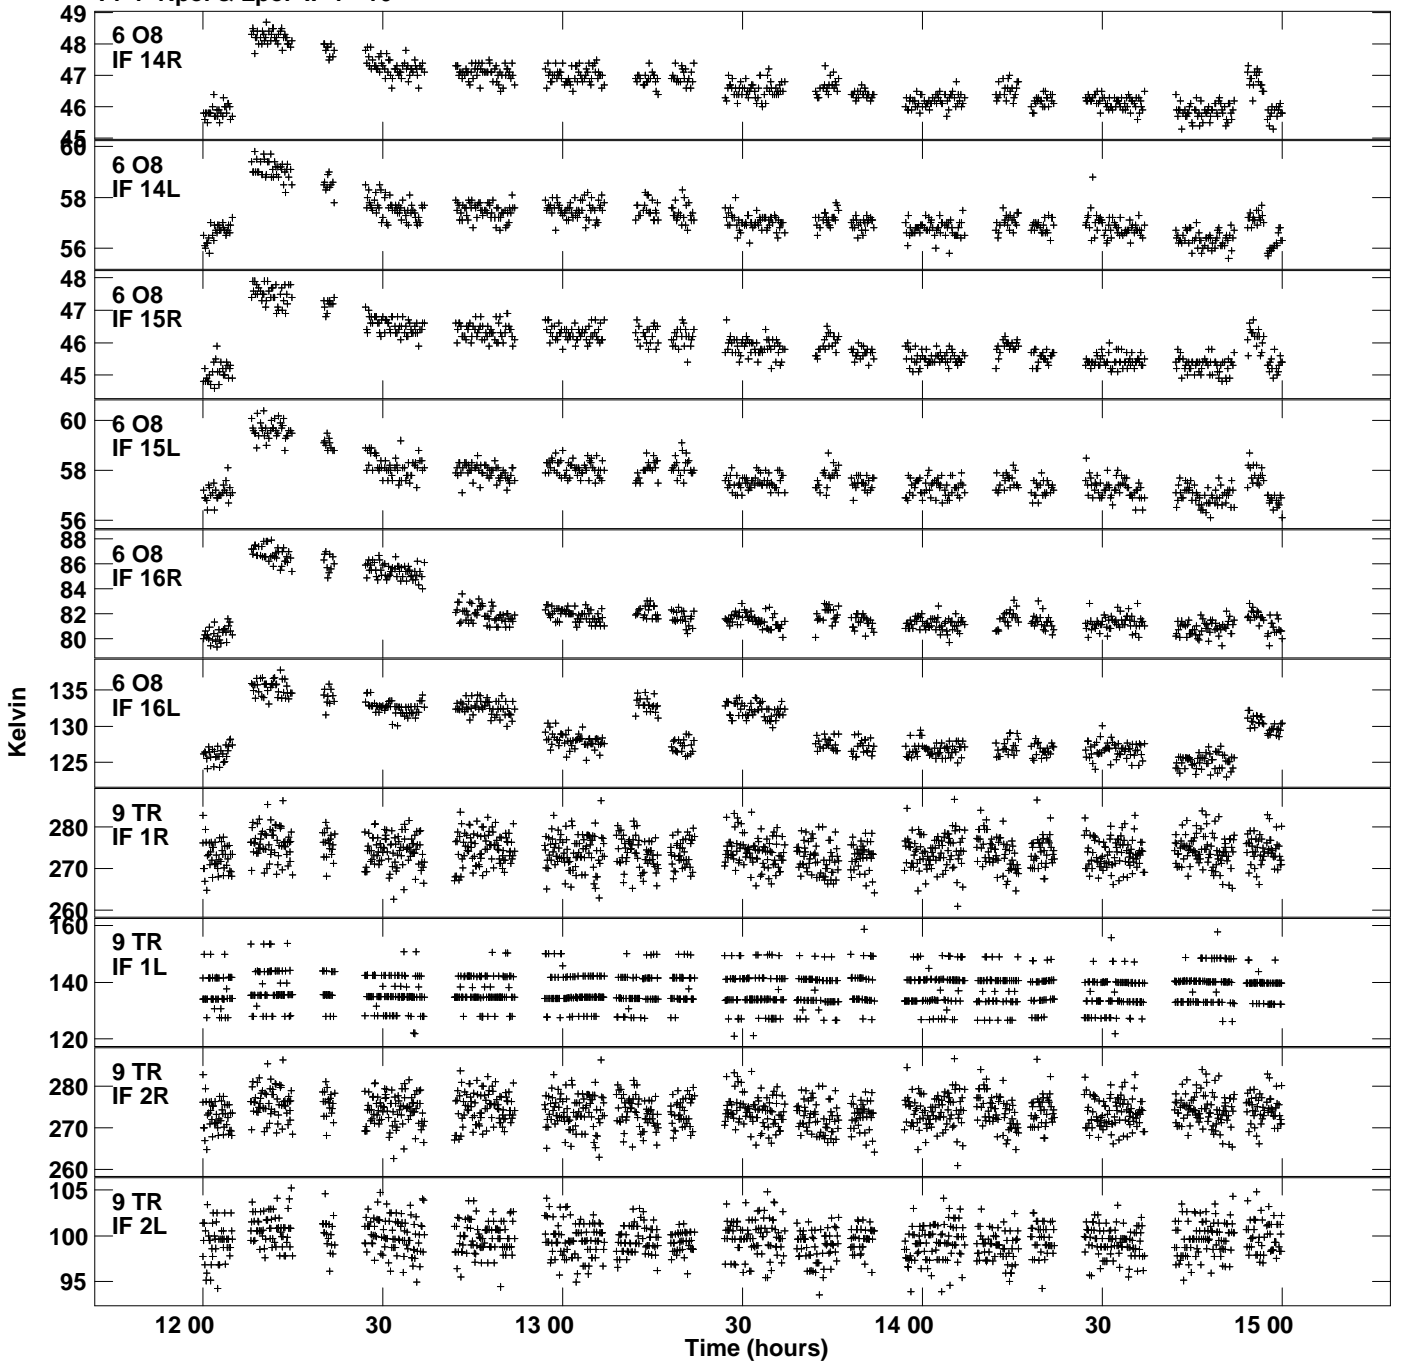 49
48
47
46
45
6 O8
IF 14R
60
58
56
6 O8
IF 14L
48
47
46
45
6 O8
IF 15R
60
58
56
6 O8
IF 15L
88
86
84
82
80
6 O8
IF 16R
135
130
125
6 O8
IF 16L
280
270
260
9 TR
IF 1R
160
140
120
9 TR
IF 1L
280
270
260
9 TR
IF 2R
105
100
95
9 TR
IF 2L
Kelvin
12 00
30
13 00
30
14 00
30
15 00
Time (hours)